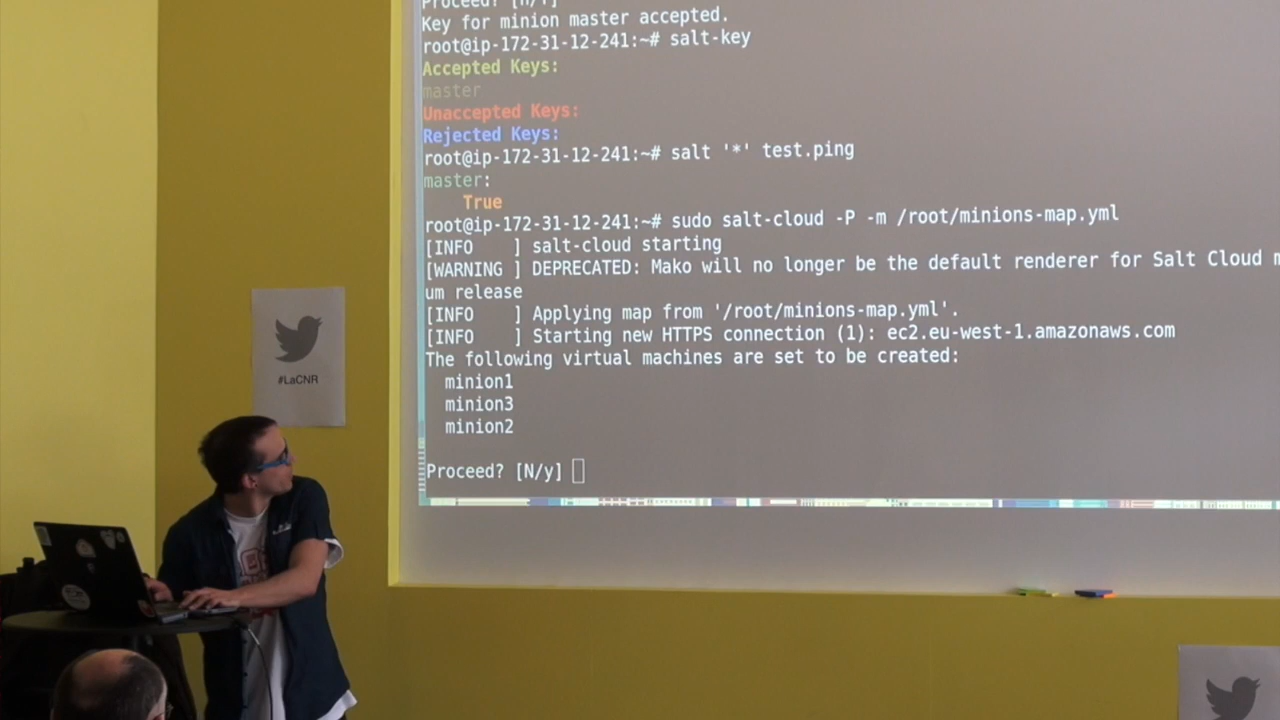 Proceed? [n/Y]
Key for minion master accepted.
root@ip-172-31-12-241:~# salt-key
Accepted Keys:
master
Unaccepted Keys:
Rejected Keys:
root@ip-172-31-12-241:~# salt '*' test.ping
master:
True
root@ip-172-31-12-241:~# sudo salt-cloud -P -m /root/minions-map.yml
[INFO    ] salt-cloud starting
[WARNING ] DEPRECATED: Mako will no longer be the default renderer for Salt Cloud
um release
[INFO    ] Applying map from '/root/minions-map.yml'.
[INFO    ] Starting new HTTPS connection (1): ec2.eu-west-1.amazonaws.com
The following virtual machines are set to be created:
minion1
minion3
minion2
Proceed? [N/y]
#LaCNR